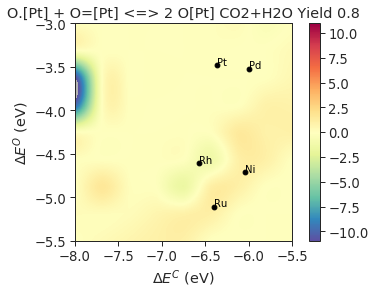 O.[Pt] + O=[Pt] <=> 2 O[Pt] CO2+H2O Yield 0.8
−3.0
−3.5
−4.0
−4.5
−5.0
−5.5
ΔE^O (eV)
Pt
Pd
Rh
Ni
Ru
−8.0 −7.5 −7.0 −6.5 −6.0 −5.5
ΔE^C (eV)
10.0
7.5
5.0
2.5
0.0
−2.5
−5.0
−7.5
−10.0